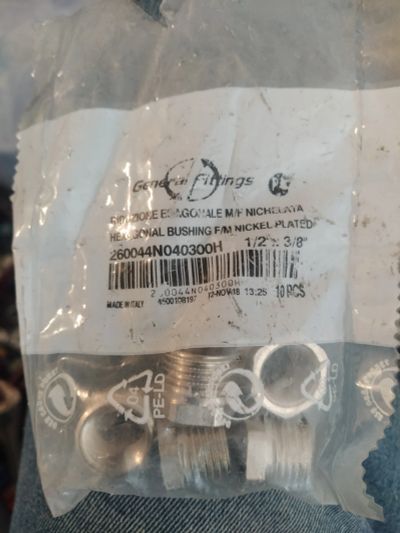 General Fittings
RIDUZIONE ESAGONALE M/F NICHELATA
HEXAGONAL BUSHING F/M NICKEL PLATED
260044N040300H 1/2" x 3/8"
MADE IN ITALY 12-NOV-18 13:25 10 PCS
04
PE-LD